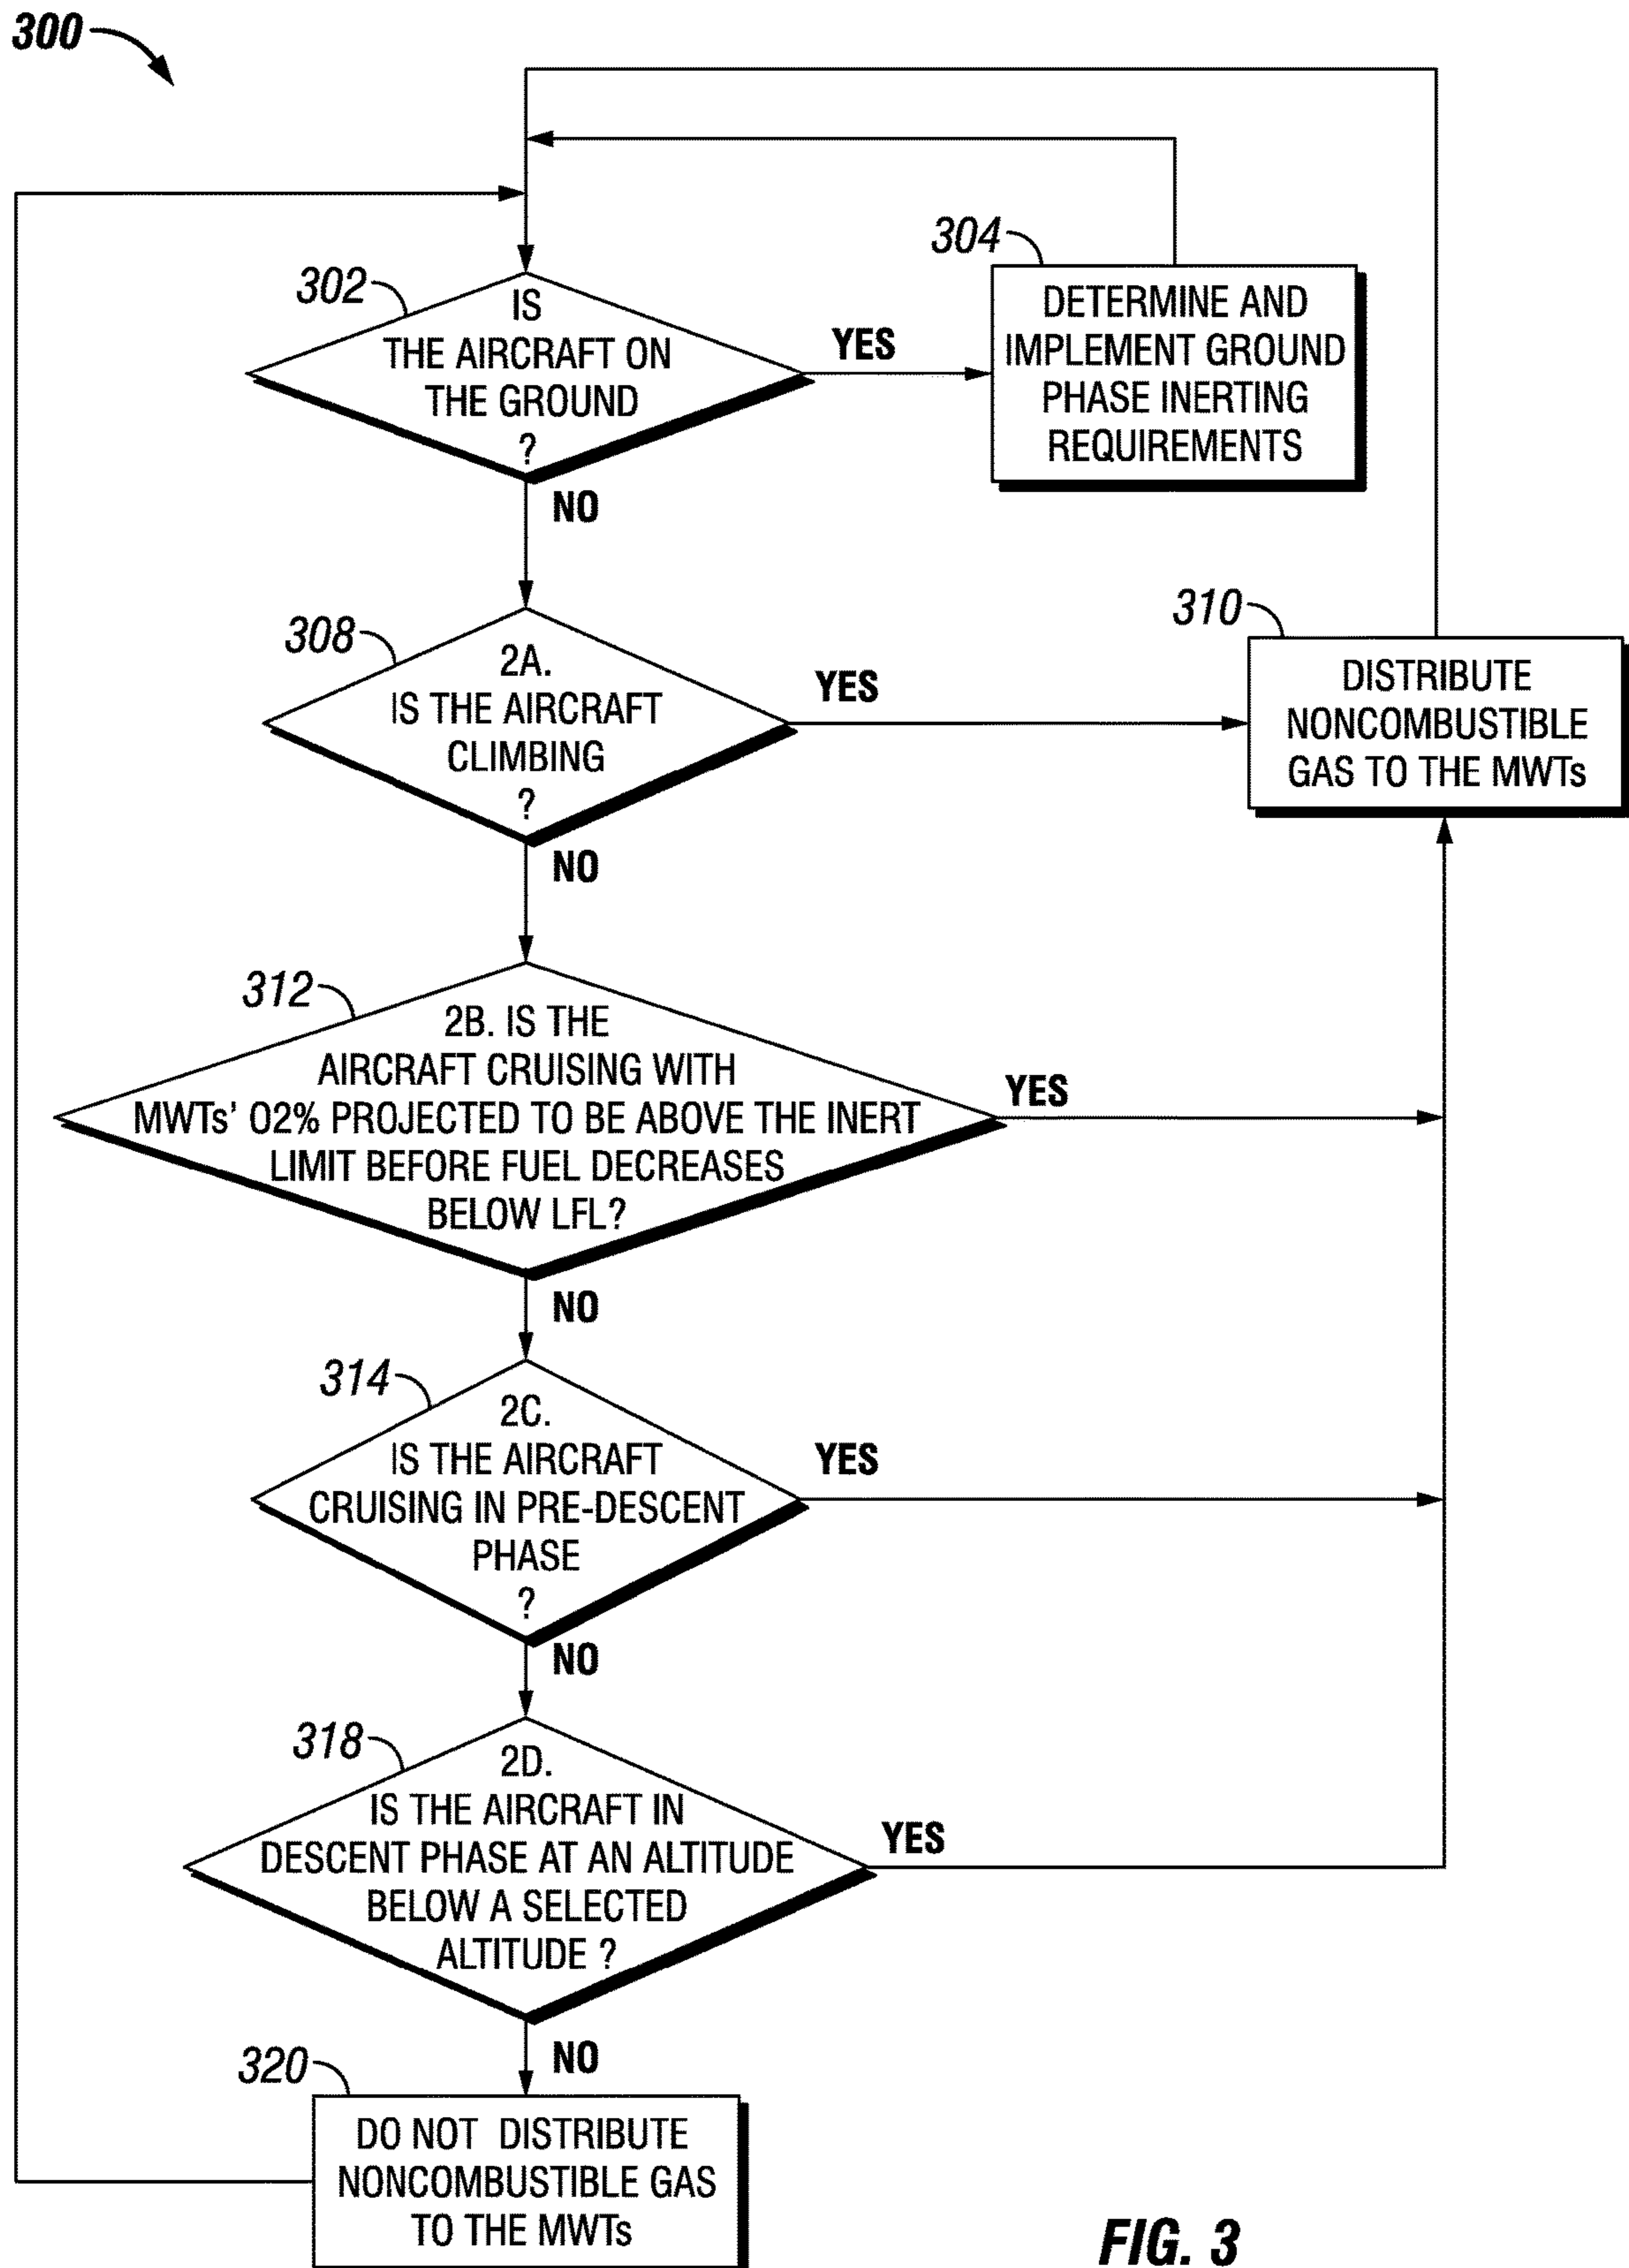 300
302
IS
THE AIRCRAFT ON
THE GROUND
?
YES
NO
304
DETERMINE AND
IMPLEMENT GROUND
PHASE INERTING
REQUIREMENTS
308
2A.
IS THE AIRCRAFT
CLIMBING
?
YES
NO
310
DISTRIBUTE
NONCOMBUSTIBLE
GAS TO THE MWTs
312
2B. IS THE
AIRCRAFT CRUISING WITH
MWTs' O2% PROJECTED TO BE ABOVE THE INERT
LIMIT BEFORE FUEL DECREASES
BELOW LFL?
YES
NO
314
2C.
IS THE AIRCRAFT
CRUISING IN PRE-DESCENT
PHASE
?
YES
NO
318
2D.
IS THE AIRCRAFT IN
DESCENT PHASE AT AN ALTITUDE
BELOW A SELECTED
ALTITUDE ?
YES
NO
320
DO NOT DISTRIBUTE
NONCOMBUSTIBLE GAS
TO THE MWTs
FIG. 3